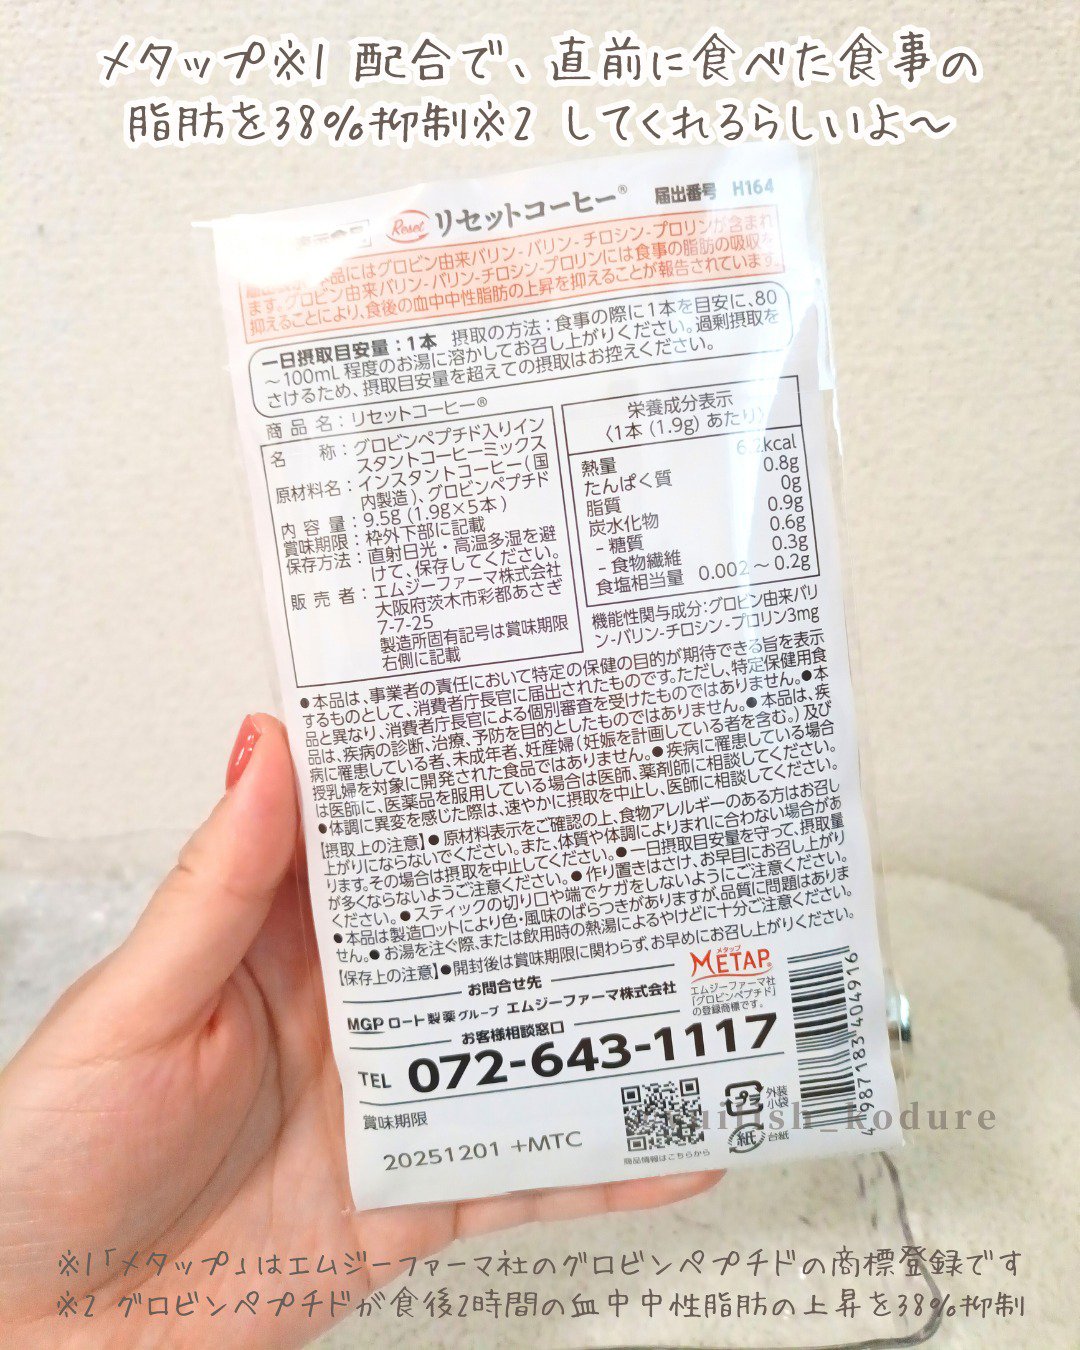 メタップ※1 配合で、直前に食べた食事の
脂肪を38%抑制※2 してくれるらしいよ〜
表示食品
Reset リセットコーヒー®
届出番号 H164
本品にはグロビン由来バリン-バリン-チロシン-プロリンが含まれ
ます。グロビン由来バリン-バリン-チロシン-プロリンには食事の脂肪の吸収を
抑えることにより、食後の血中中性脂肪の上昇を抑えることが報告されています。
一日摂取目安量：1本 摂取の方法：食事の際に1本を目安に、80
〜100mL程度のお湯に溶かしてお召し上がりください。過剰摂取を
さけるため、摂取目安量を超えての摂取はお控えください。
商品名：リセットコーヒー®
名 称：グロビンペプチド入りイン
スタントコーヒーミックス
原材料名：インスタントコーヒー（国
内製造）、グロビンペプチド
内容量：9.5g（1.9g×5本）
賞味期限：枠外下部に記載
保存方法：直射日光・高温多湿を避
けて、保存してください。
販売者：エムジーファーマ株式会社
大阪府茨木市彩都あさぎ
7-7-25
製造所固有記号は賞味期限
右側に記載
栄養成分表示
〈1本（1.9g）あたり〉
熱量 6.2kcal
たんぱく質 0.8g
脂質 0g
炭水化物 0.9g
-糖質 0.6g
-食物繊維 0.3g
食塩相当量 0.002〜0.2g
機能性関与成分：グロビン由来バリ
ン-バリン-チロシン-プロリン3mg
●本品は、事業者の責任において特定の保健の目的が期待できる旨を表示
するものとして、消費者庁長官に届出されたものです。ただし、特定保健用食
品と異なり、消費者庁長官による個別審査を受けたものではありません。●本
品は、疾病の診断、治療、予防を目的としたものではありません。●本品は、疾
病に罹患している者、未成年者、妊産婦（妊娠を計画している者を含む。）及び
授乳婦を対象に開発された食品ではありません。●疾病に罹患している場合
は医師に、医薬品を服用している場合は医師、薬剤師に相談してください。
●体調に異変を感じた際は、速やかに摂取を中止し、医師に相談してください。
【摂取上の注意】●原材料表示をご確認の上、食物アレルギーのある方はお召し
上がりにならないでください。また、体質や体調によりまれに合わない場合があ
ります。その場合は摂取を中止してください。●一日摂取目安量を守って、摂取量
が多くならないようご注意ください。●作り置きはさけ、お早目にお召し上がり
ください。●スティックの切り口や端でケガをしないようにご注意ください。
●本品は製造ロットにより色・風味のばらつきがありますが、品質に問題はありま
せん。●お湯を注ぐ際、または飲用時の熱湯によるやけどに十分ご注意ください。
【保存上の注意】●開封後は賞味期限に関わらず、お早めにお召し上がりください。
お問合せ先
MGP ロート製薬グループ エムジーファーマ株式会社
お客様相談窓口
TEL 072-643-1117
メタップ
METAP®
エムジーファーマ社
「グロビンペプチド」
の登録商標です。
賞味期限
20251201 +MTC
商品情報はこちらから
プラ 外装
小袋
紙 台紙
4 987183 404916
kodure
※1「メタップ」はエムジーファーマ社のグロビンペプチドの商標登録です
※2 グロビンペプチドが食後2時間の血中中性脂肪の上昇を38%抑制